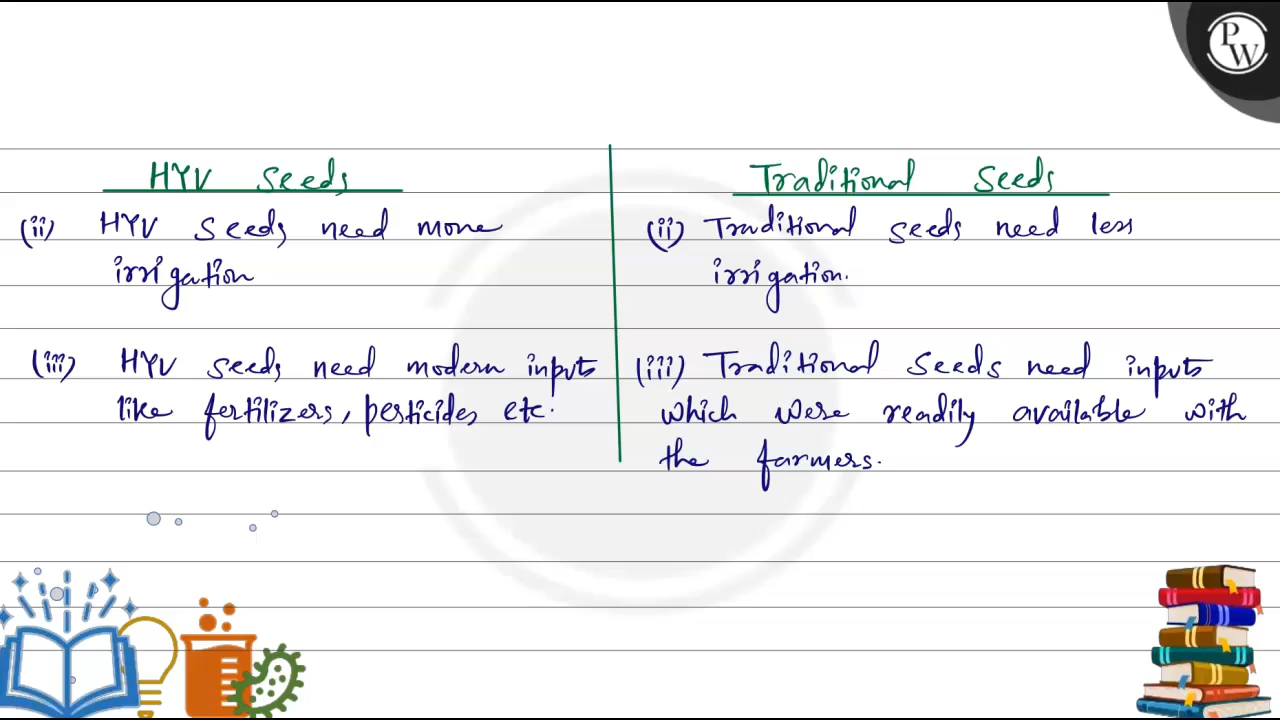 PW
HYV Seeds
(ii) HYV seeds need more
irrigation
(iii) HYV seeds need modern inputs
like fertilizers, pesticides etc.
Traditional Seeds
(ii) Traditional seeds need less
irrigation.
(iii) Traditional Seeds need inputs
which were readily available with
the farmers.